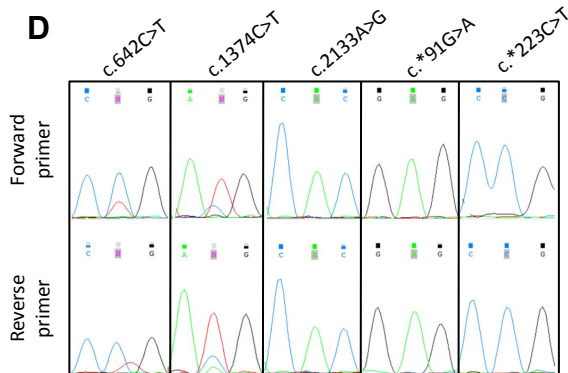 D
c.642C>T c.1374C>T c.2133A>G c.*91G>A c.*223C>T
C G A G C A C G A G C C G
Forward
primer
C G A G C A C G A G C C G
Reverse
primer